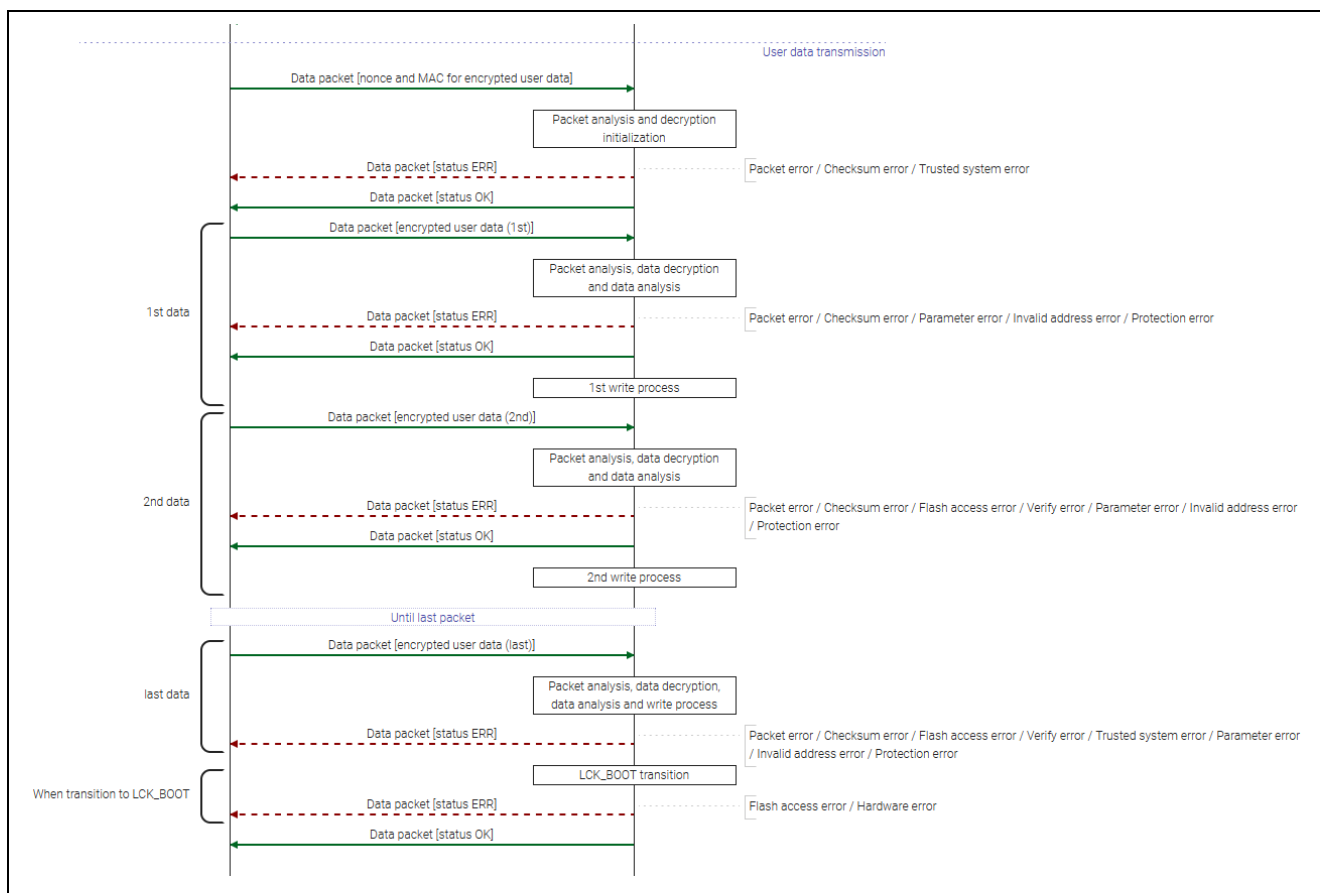 User data transmission
Data packet [nonce and MAC for encrypted user data]
Packet analysis and decryption
initialization
Data packet [status ERR]
Packet error / Checksum error / Trusted system error
Data packet [status OK]
Data packet [encrypted user data (1st)]
Packet analysis, data decryption
and data analysis
1st data
Data packet [status ERR]
Packet error / Checksum error / Parameter error / Invalid address error / Protection error
Data packet [status OK]
1st write process
Data packet [encrypted user data (2nd)]
Packet analysis, data decryption
and data analysis
2nd data
Data packet [status ERR]
Packet error / Checksum error / Flash access error / Verify error / Parameter error / Invalid address error
/ Protection error
Data packet [status OK]
2nd write process
Until last packet
Data packet [encrypted user data (last)]
Packet analysis, data decryption,
data analysis and write process
last data
Data packet [status ERR]
Packet error / Checksum error / Flash access error / Verify error / Trusted system error / Parameter error
/ Invalid address error / Protection error
LCK_BOOT transition
When transition to LCK_BOOT
Data packet [status ERR]
Flash access error / Hardware error
Data packet [status OK]